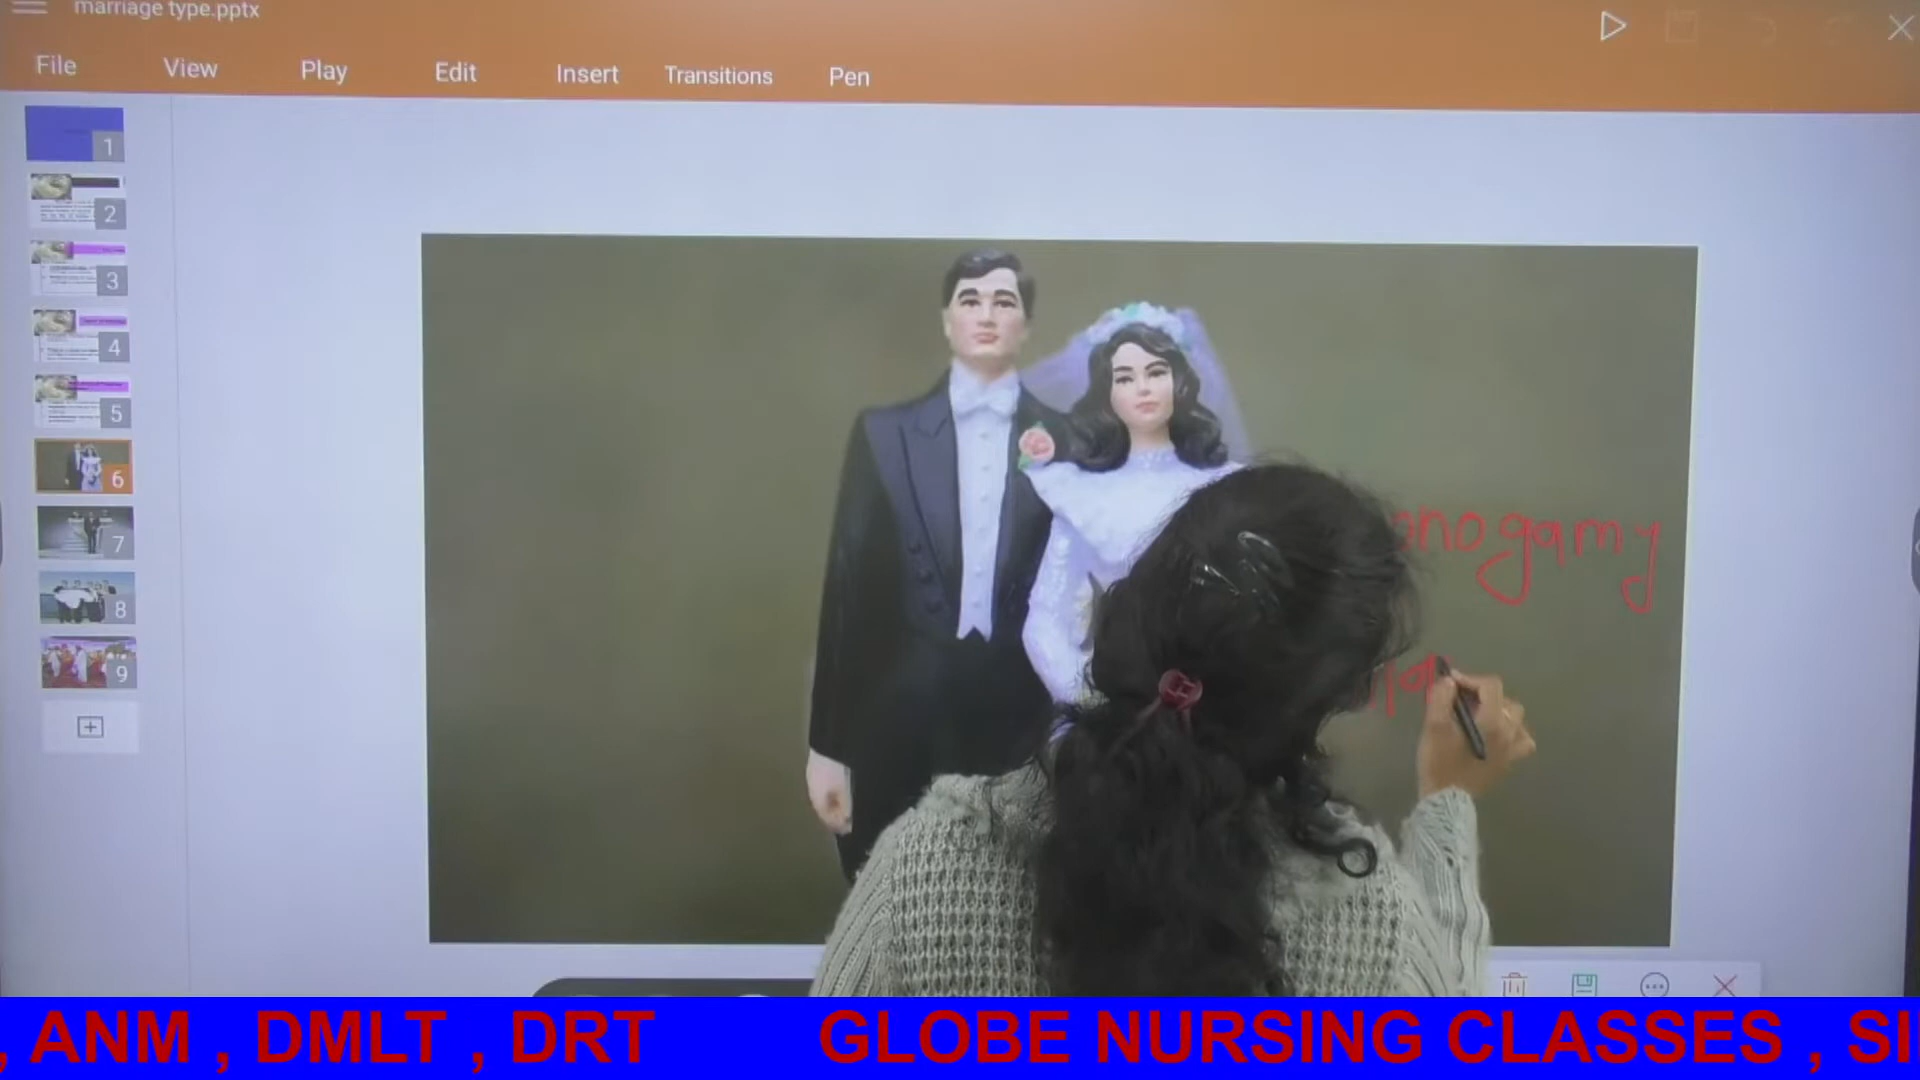 marriage type.pptx
File View Play Edit Insert Transitions Pen
1
2
3
4
5
6
7
8
9
onogamy
, ANM , DMLT , DRT GLOBE NURSING CLASSES , SI